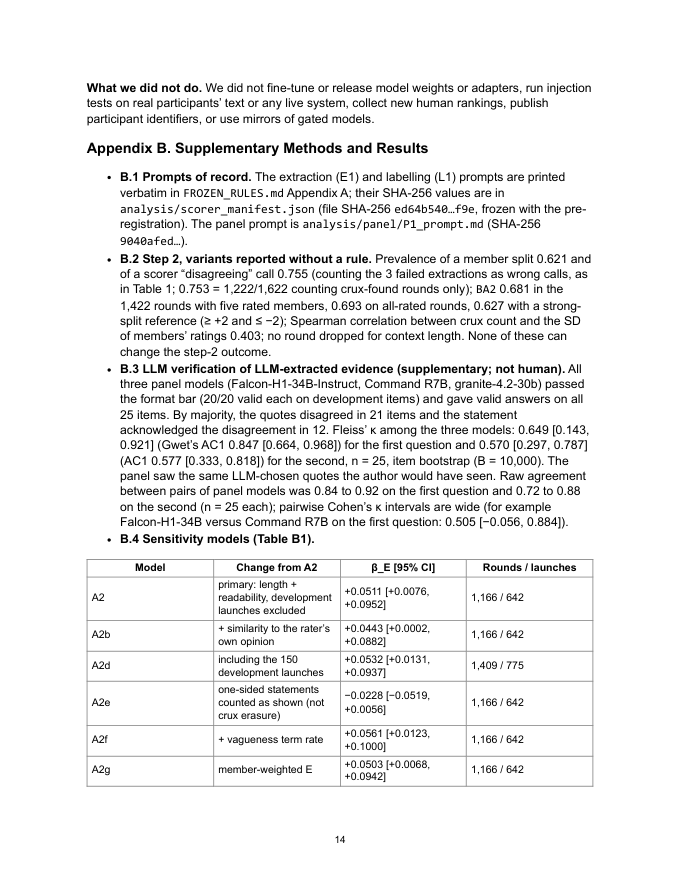 What we did not do. We did not fine-tune or release model weights or adapters, run injection
tests on real participants’ text or any live system, collect new human rankings, publish
participant identifiers, or use mirrors of gated models.
Appendix B. Supplementary Methods and Results
• B.1 Prompts of record. The extraction (E1) and labelling (L1) prompts are printed
verbatim in FROZEN_RULES.md Appendix A; their SHA-256 values are in
analysis/scorer_manifest.json (file SHA-256 ed64b540…f9e, frozen with the pre-
registration). The panel prompt is analysis/panel/P1_prompt.md (SHA-256
9040afed…).
• B.2 Step 2, variants reported without a rule. Prevalence of a member split 0.621 and
of a scorer “disagreeing” call 0.755 (counting the 3 failed extractions as wrong calls, as
in Table 1; 0.753 = 1,222/1,622 counting crux-found rounds only); BA2 0.681 in the
1,422 rounds with five rated members, 0.693 on all-rated rounds, 0.627 with a strong-
split reference (≥ +2 and ≤ −2); Spearman correlation between crux count and the SD
of members’ ratings 0.403; no round dropped for context length. None of these can
change the step-2 outcome.
• B.3 LLM verification of LLM-extracted evidence (supplementary; not human). All
three panel models (Falcon-H1-34B-Instruct, Command R7B, granite-4.2-30b) passed
the format bar (20/20 valid each on development items) and gave valid answers on all
25 items. By majority, the quotes disagreed in 21 items and the statement
acknowledged the disagreement in 12. Fleiss’ κ among the three models: 0.649 [0.143,
0.921] (Gwet’s AC1 0.847 [0.664, 0.968]) for the first question and 0.570 [0.297, 0.787]
(AC1 0.577 [0.333, 0.818]) for the second, n = 25, item bootstrap (B = 10,000). The
panel saw the same LLM-chosen quotes the author would have seen. Raw agreement
between pairs of panel models was 0.84 to 0.92 on the first question and 0.72 to 0.88
on the second (n = 25 each); pairwise Cohen’s κ intervals are wide (for example
Falcon-H1-34B versus Command R7B on the first question: 0.505 [−0.056, 0.884]).
• B.4 Sensitivity models (Table B1).
Model Change from A2 β_E [95% CI] Rounds / launches
A2 primary: length + readability, development launches excluded +0.0511 [+0.0076, +0.0952] 1,166 / 642
A2b + similarity to the rater’s own opinion +0.0443 [+0.0002, +0.0882] 1,166 / 642
A2d including the 150 development launches +0.0532 [+0.0131, +0.0937] 1,409 / 775
A2e one-sided statements counted as shown (not crux erasure) −0.0228 [−0.0519, +0.0056] 1,166 / 642
A2f + vagueness term rate +0.0561 [+0.0123, +0.1000] 1,166 / 642
A2g member-weighted E +0.0503 [+0.0068, +0.0942] 1,166 / 642
14